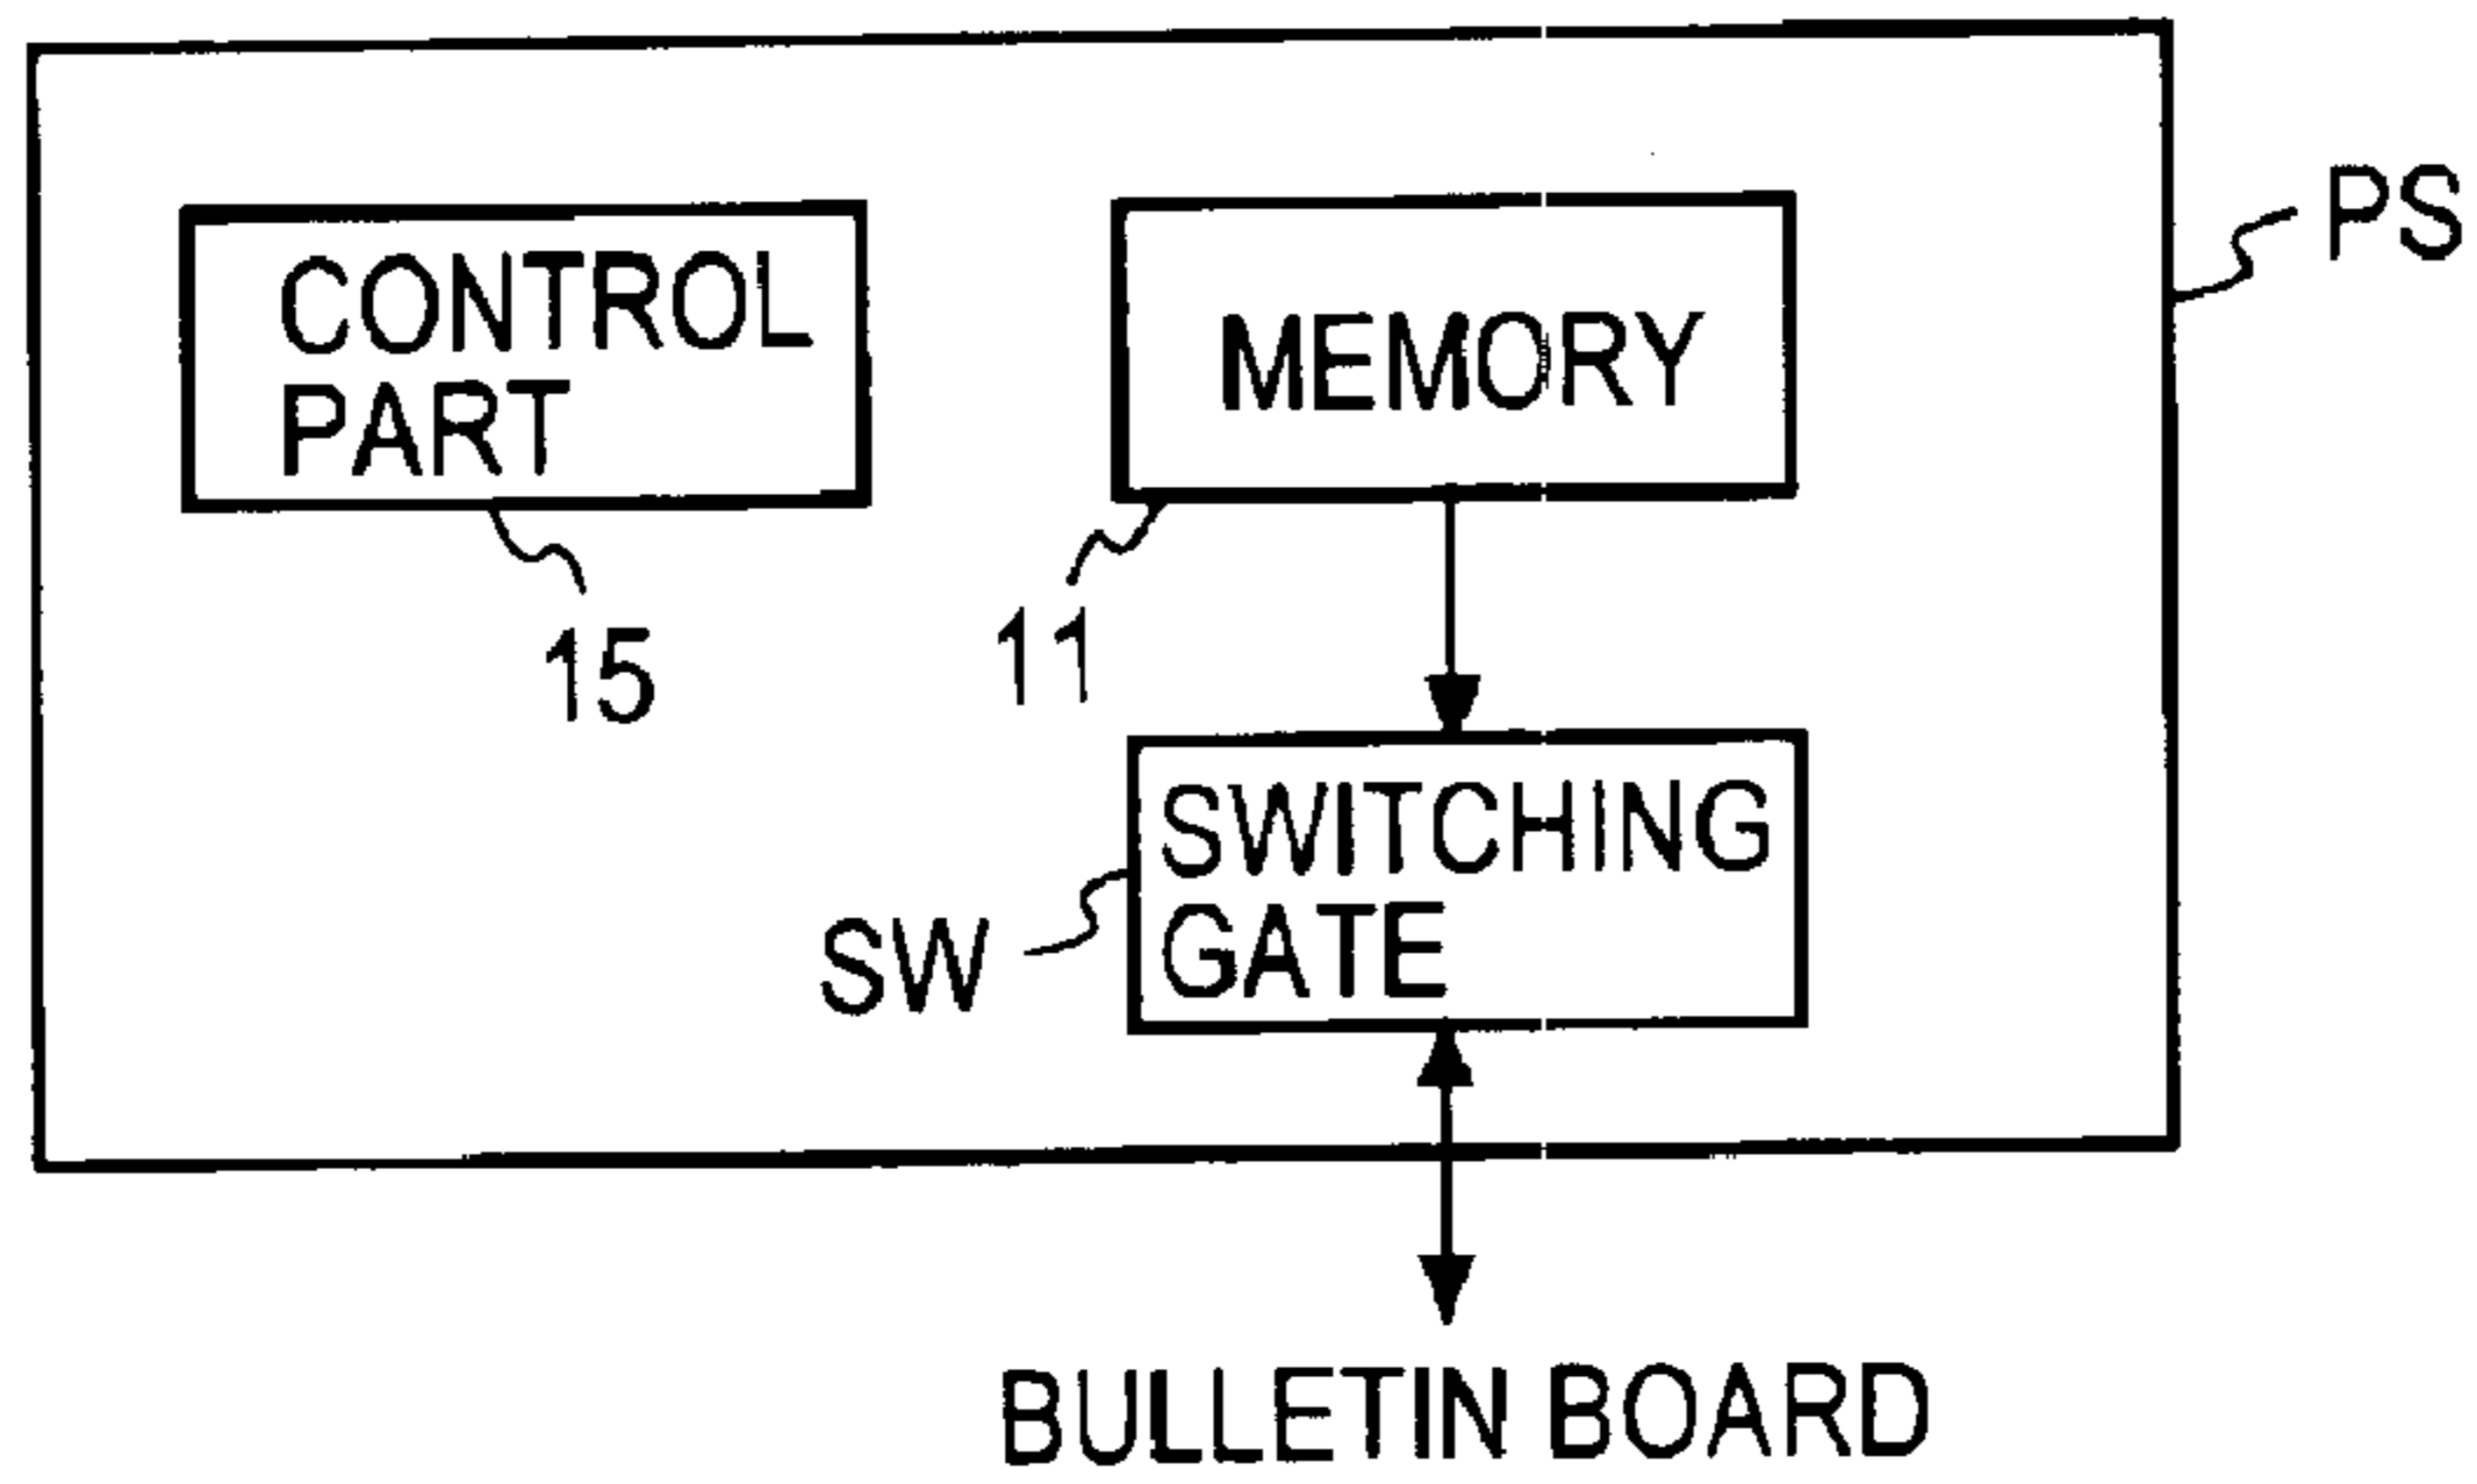 PS
CONTROL
PART
MEMORY
15
11
SWITCHING
GATE
SW
BULLETIN BOARD